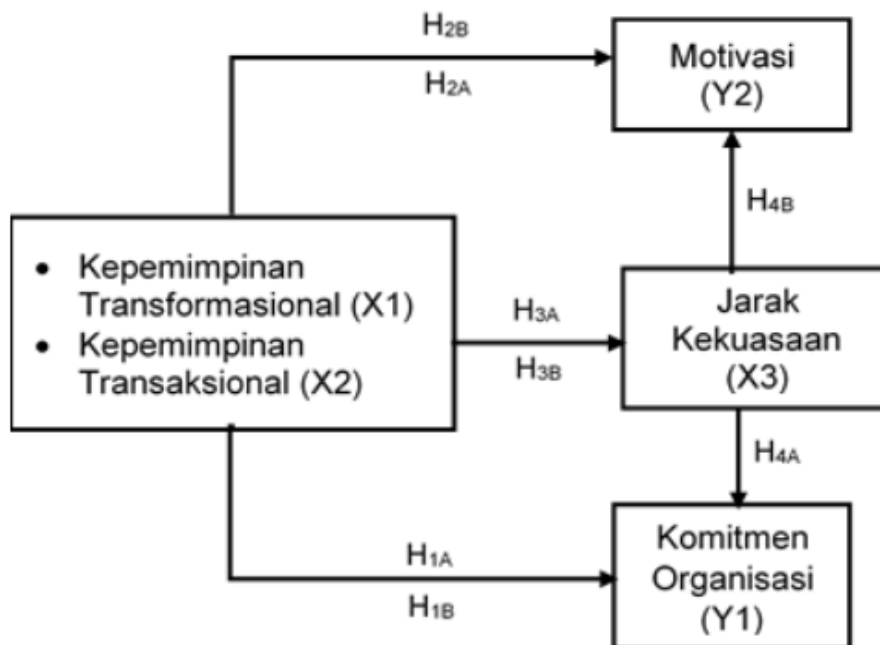 H2B
H2A
Motivasi
(Y2)
H4B
• Kepemimpinan
Transformasional (X1)
• Kepemimpinan
Transaksional (X2)
H3A
H3B
Jarak
Kekuasaan
(X3)
H4A
H1A
H1B
Komitmen
Organisasi
(Y1)